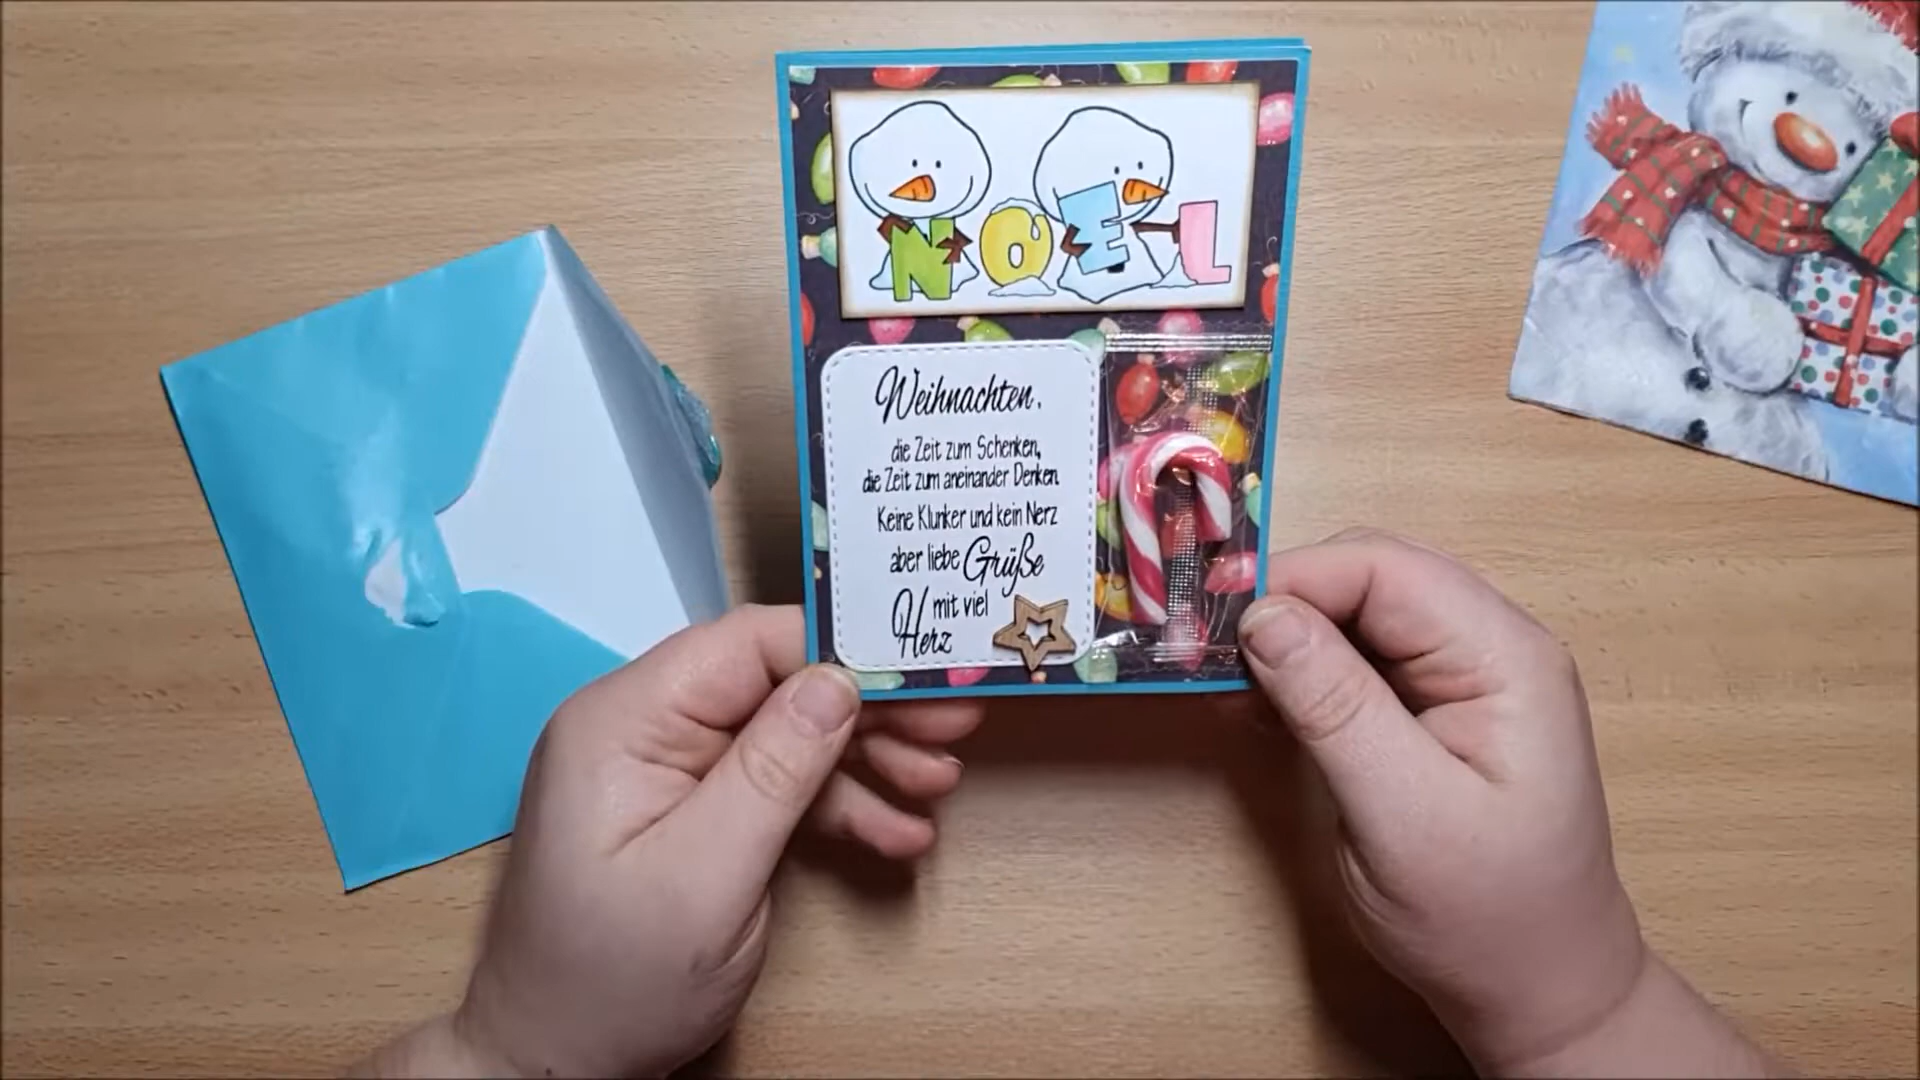 NOEL
Weihnachten,
die Zeit zum Schenken,
die Zeit zum aneinander Denken.
Keine Klunker und kein Nerz
aber liebe Grüße
mit viel
Herz